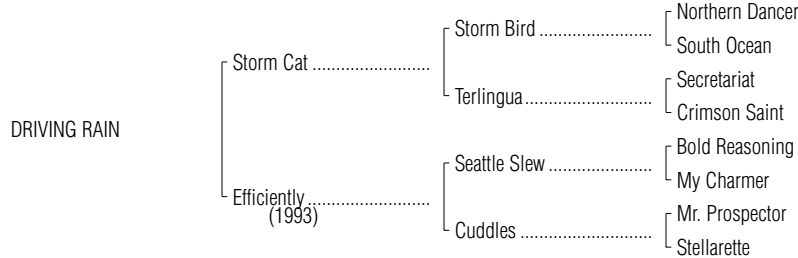 Northern Dancer
Storm Bird ............................
South Ocean
Storm Cat .............................
Secretariat
Terlingua ...............................
Crimson Saint
DRIVING RAIN
Bold Reasoning
Seattle Slew ..........................
My Charmer
Efficiently ..............................
(1993)
Mr. Prospector
Cuddles .................................
Stellarette